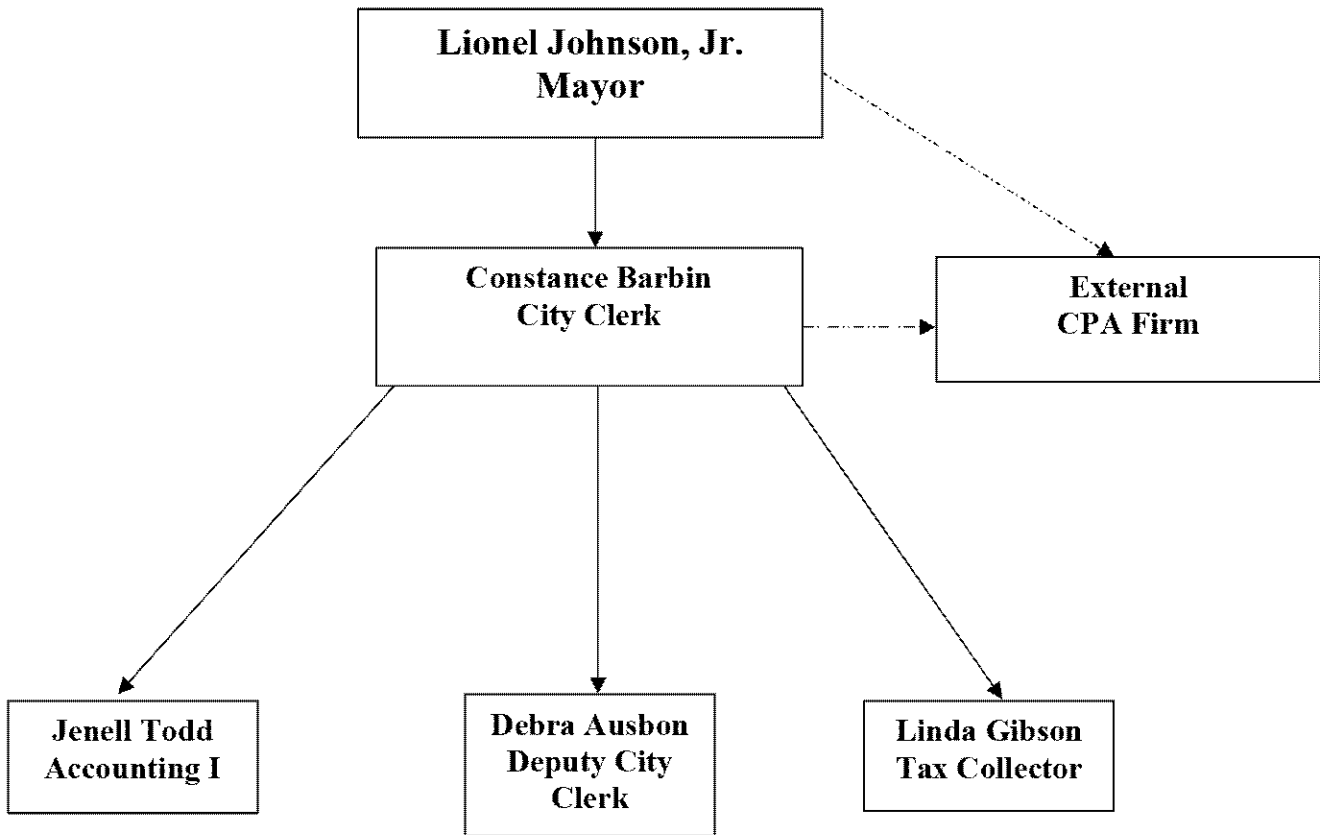 Lionel Johnson, Jr.
Mayor
Constance Barbin
City Clerk
External
CPA Firm
Jenell Todd
Accounting I
Debra Ausbon
Deputy City
Clerk
Linda Gibson
Tax Collector